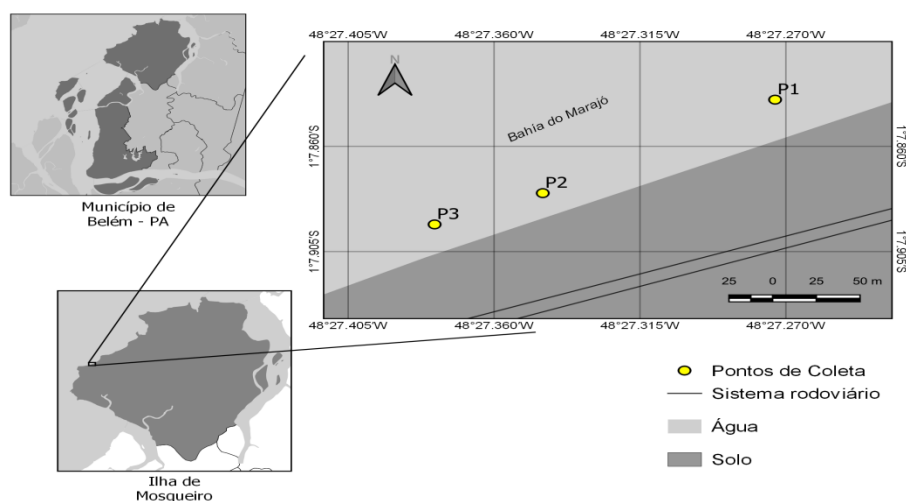 Município de
Belém - PA
Ilha de
Mosqueiro
48°27.405'W 48°27.360'W 48°27.315'W 48°27.270'W
N
P1
Bahia do Marajó
1°7.860'S 1°7.860'S
P2
P3
1°7.905'S 1°7.905'S
25 0 25 50 m
48°27.405'W 48°27.360'W 48°27.315'W 48°27.270'W
Pontos de Coleta
Sistema rodoviário
Água
Solo